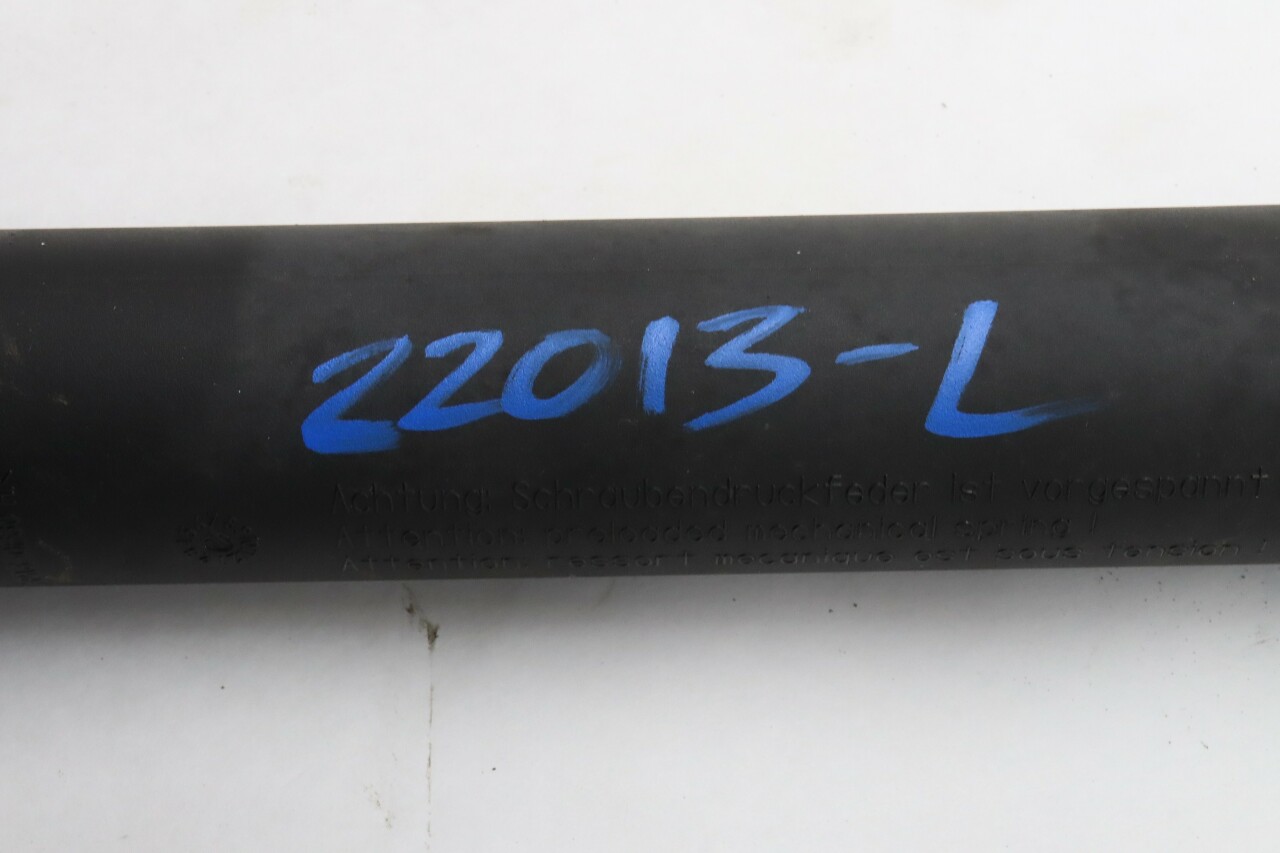 22013-L
Achtung: Schraubendruckfeder ist vorgespannt!
Attention: preloaded mechanical spring !
Attention: ressort mecanique est sous tension !